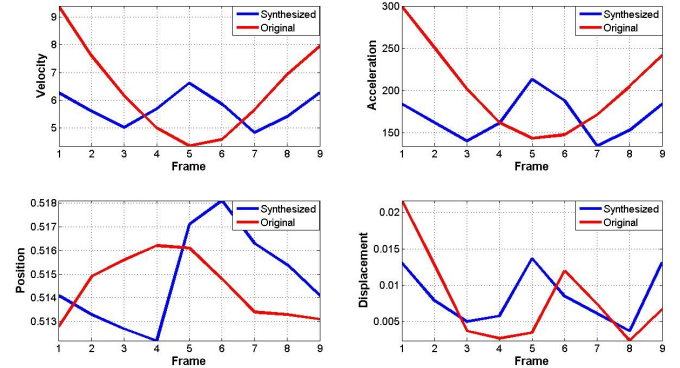 Synthesized
Original
9
8
7
6
5
Velocity
1 2 3 4 5 6 7 8 9
Frame
Synthesized
Original
300
250
200
150
Acceleration
1 2 3 4 5 6 7 8 9
Frame
Synthesized
Original
0.518
0.517
0.516
0.515
0.514
0.513
Position
1 2 3 4 5 6 7 8 9
Frame
Synthesized
Original
0.02
0.015
0.01
0.005
Displacement
1 2 3 4 5 6 7 8 9
Frame